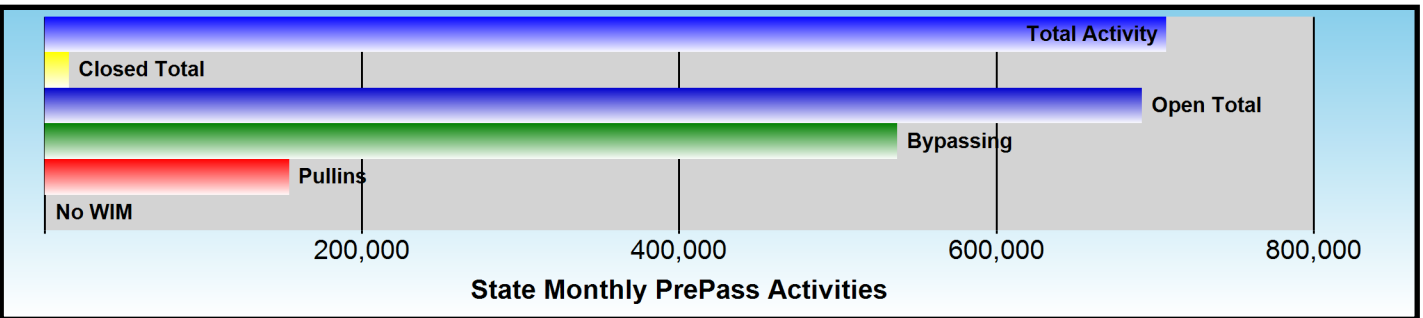 Total Activity
Closed Total
Open Total
Bypassing
Pullins
No WIM
200,000 400,000 600,000 800,000
State Monthly PrePass Activities